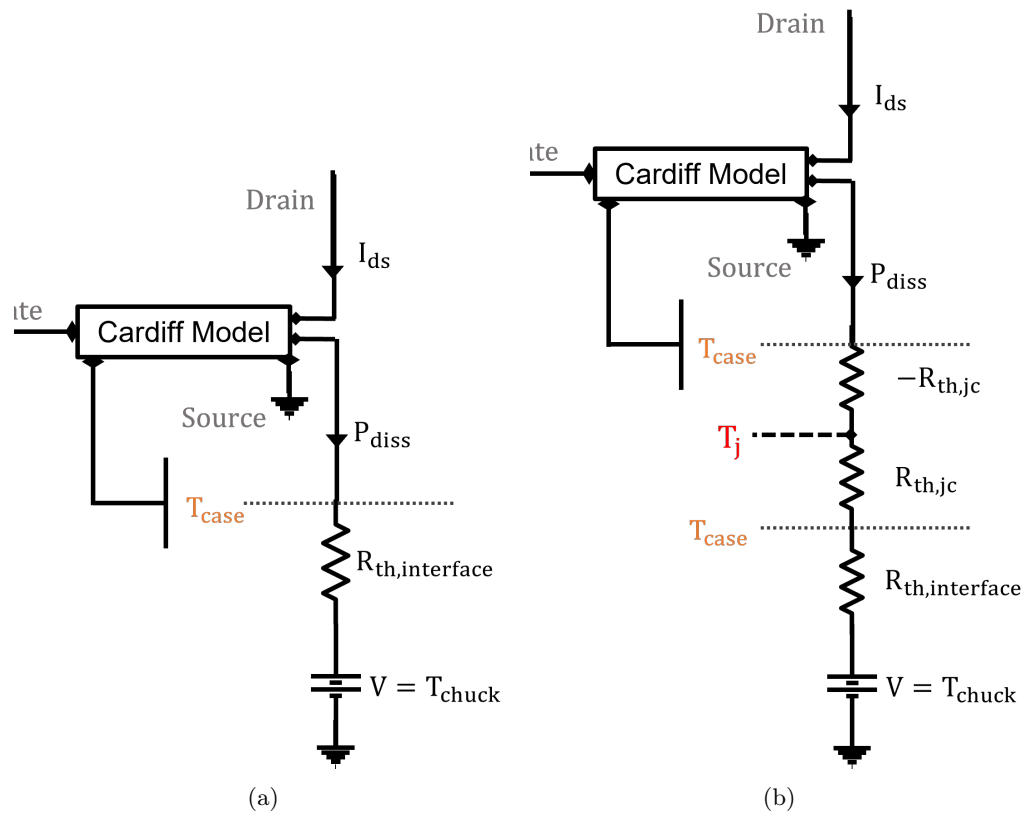 Drain
I_ds
ate
Cardiff Model
Source
P_diss
T_case
R_th,interface
V = T_chuck
(a)
Drain
I_ds
ate
Cardiff Model
Source
P_diss
T_case
−R_th,jc
T_j
R_th,jc
T_case
R_th,interface
V = T_chuck
(b)